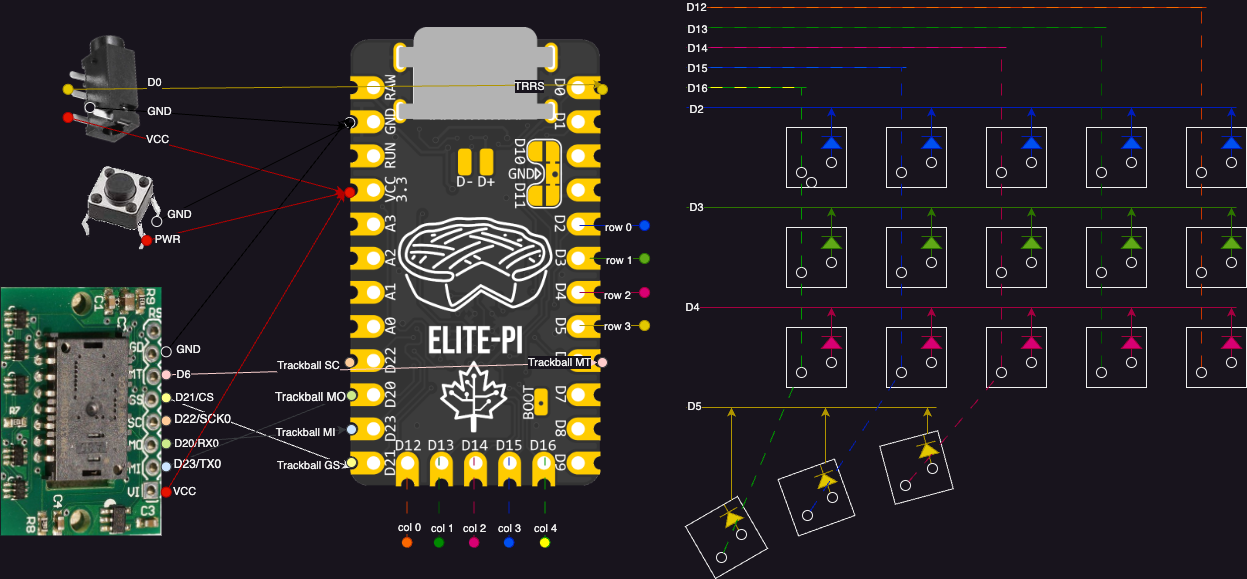 D12
D13
D14
D15
D16
D2
D3
D4
D5
D0
GND
VCC
GND
PWR
RAW
GND
RUN
VCC
3.3
A3
A2
A1
A0
D22
D20
D23
D21
TRRS
D0
D1
D10
GND
D11
D- D+
D2
D3
D4
D5
D7
D8
D9
row 0
row 1
row 2
row 3
ELITE-PI
BOOT
Trackball SC
Trackball MT
Trackball MO
Trackball MI
Trackball GS
D12 D13 D14 D15 D16
col 0 col 1 col 2 col 3 col 4
C1
R9
R7
C4
R8
C3
GD
MT
SC
MO
MI
VI
GND
D6
D21/CS
D22/SCK0
D20/RX0
D23/TX0
VCC